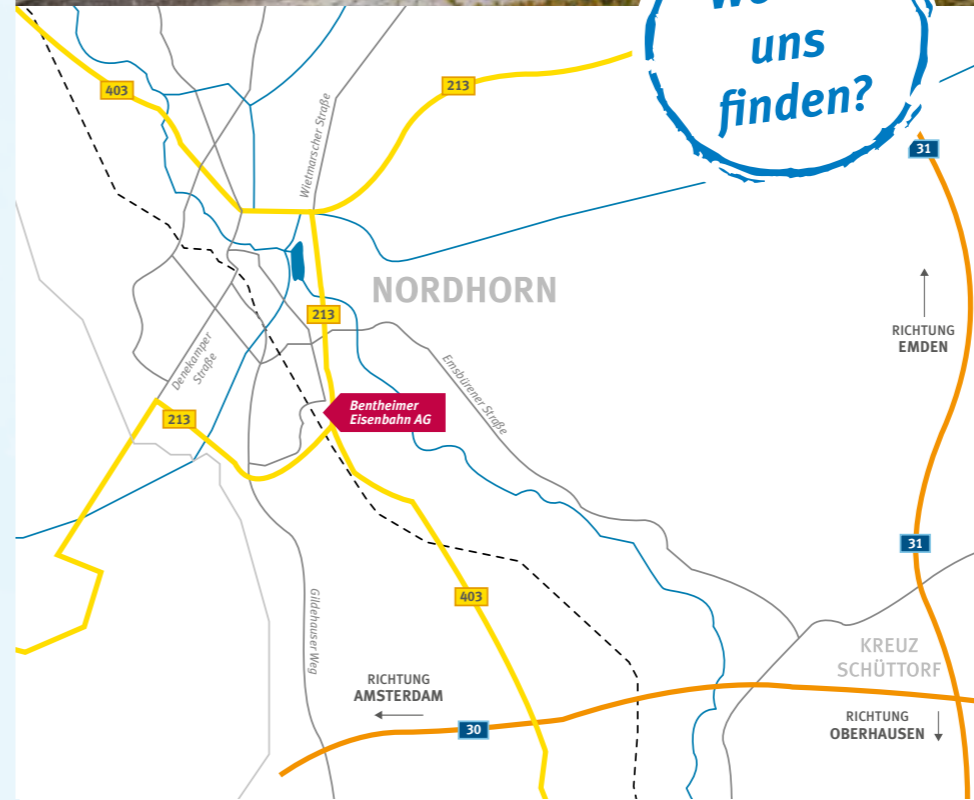 uns
finden?
403
213
31
Wietmarscher Straße
NORDHORN
213
RICHTUNG
EMDEN
Denekamper
Straße
Emsbürener Straße
Bentheimer
Eisenbahn AG
213
31
403
Gildehauser Weg
KREUZ
SCHÜTTORF
RICHTUNG
AMSTERDAM
30
RICHTUNG
OBERHAUSEN